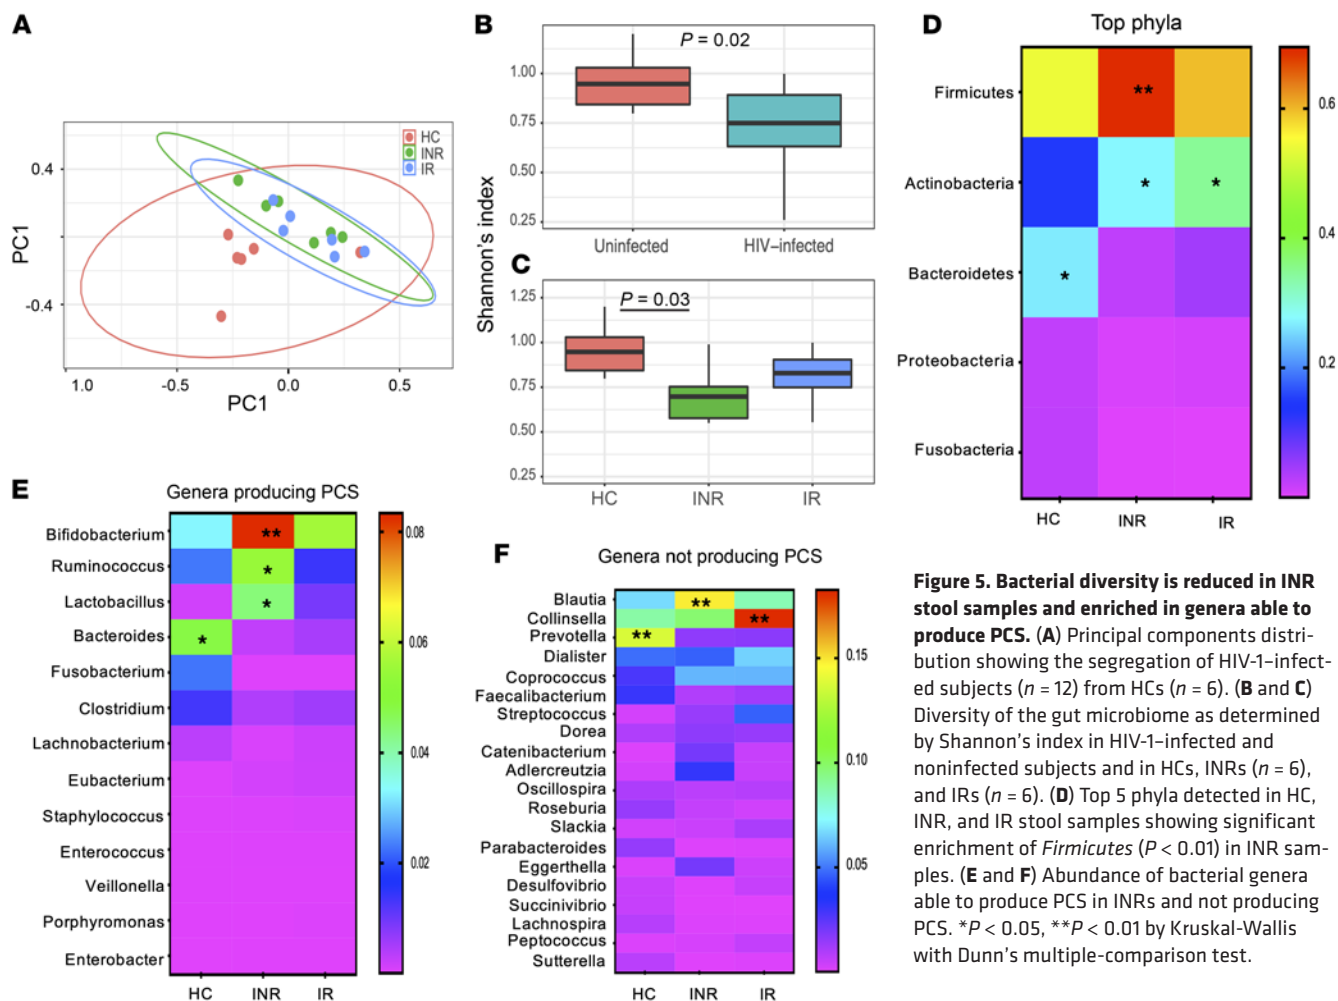 A
HC
INR
IR
0.4
-0.4
PC1
1.0
-0.5
0.0
0.5
PC1
B
P = 0.02
1.00
0.75
0.50
0.25
Uninfected
HIV–infected
Shannon's index
C
P = 0.03
1.25
1.00
0.75
0.50
0.25
HC
INR
IR
D
Top phyla
Firmicutes
**
Actinobacteria
*
*
Bacteroidetes
*
Proteobacteria
Fusobacteria
HC
INR
IR
0.6
0.4
0.2
E
Genera producing PCS
Bifidobacterium
**
Ruminococcus
*
Lactobacillus
*
Bacteroides
*
Fusobacterium
Clostridium
Lachnobacterium
Eubacterium
Staphylococcus
Enterococcus
Veillonella
Porphyromonas
Enterobacter
HC
INR
IR
0.08
0.06
0.04
0.02
F
Genera not producing PCS
Blautia
**
Collinsella
**
Prevotella
**
Dialister
Coprococcus
Faecalibacterium
Streptococcus
Dorea
Catenibacterium
Adlercreutzia
Oscillospira
Roseburia
Slackia
Parabacteroides
Eggerthella
Desulfovibrio
Succinivibrio
Lachnospira
Peptococcus
Sutterella
HC
INR
IR
0.15
0.10
0.05
Figure 5. Bacterial diversity is reduced in INR
stool samples and enriched in genera able to
produce PCS. (A) Principal components distri-
bution showing the segregation of HIV-1–infect-
ed subjects (n = 12) from HCs (n = 6). (B and C)
Diversity of the gut microbiome as determined
by Shannon's index in HIV-1–infected and
noninfected subjects and in HCs, INRs (n = 6),
and IRs (n = 6). (D) Top 5 phyla detected in HC,
INR, and IR stool samples showing significant
enrichment of Firmicutes (P < 0.01) in INR sam-
ples. (E and F) Abundance of bacterial genera
able to produce PCS in INRs and not producing
PCS. *P < 0.05, **P < 0.01 by Kruskal-Wallis
with Dunn's multiple-comparison test.